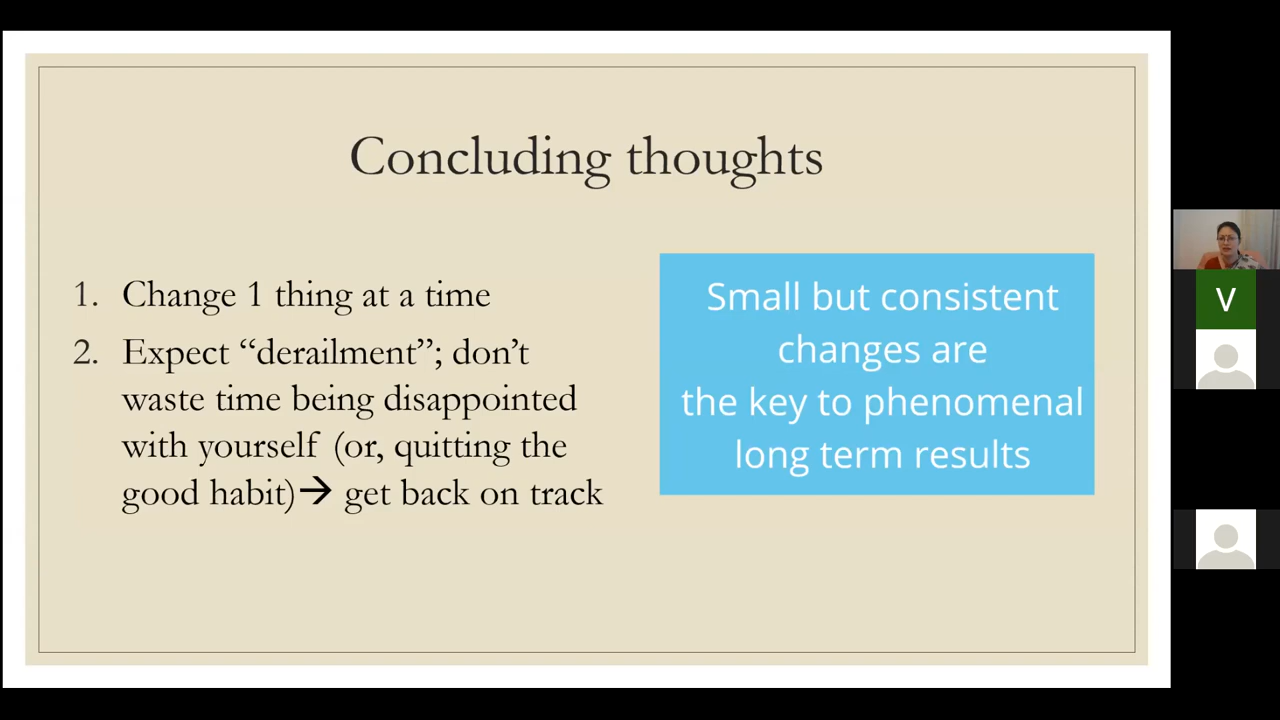 Concluding thoughts
1. Change 1 thing at a time
2. Expect “derailment”; don’t
waste time being disappointed
with yourself (or, quitting the
good habit)→ get back on track
Small but consistent
changes are
the key to phenomenal
long term results
V